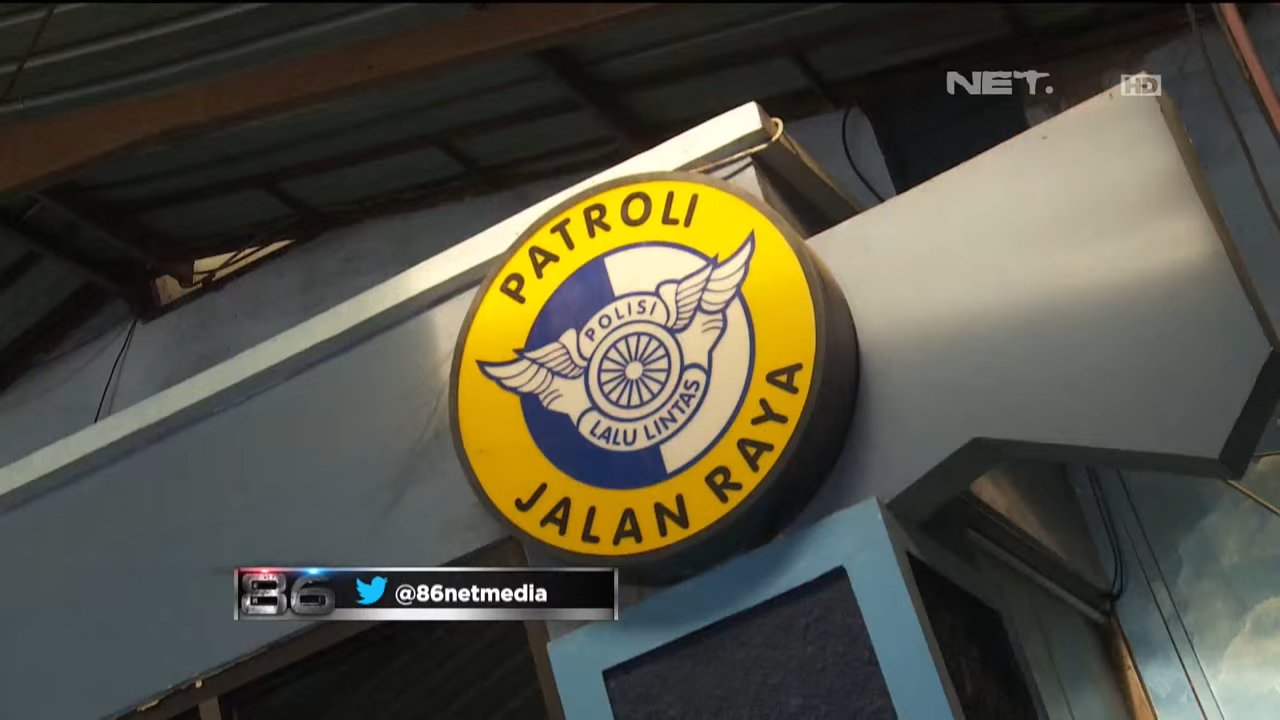 NET. HD
PATROLI
POLISI
LALU LINTAS
JALAN RAYA
86 @86netmedia